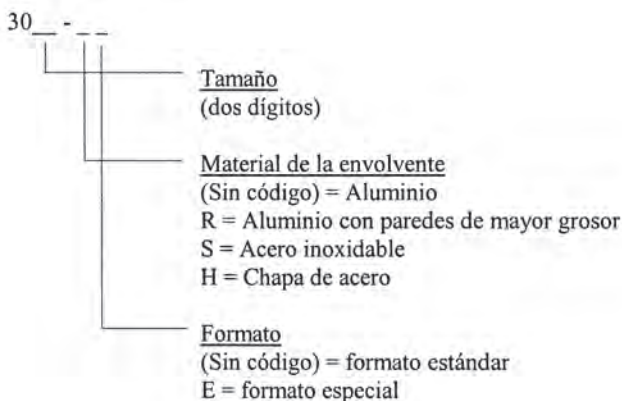 30__ - _ _
Tamaño
(dos dígitos)
Material de la envolvente
(Sin código) = Aluminio
R = Aluminio con paredes de mayor grosor
S = Acero inoxidable
H = Chapa de acero
Formato
(Sin código) = formato estándar
E = formato especial